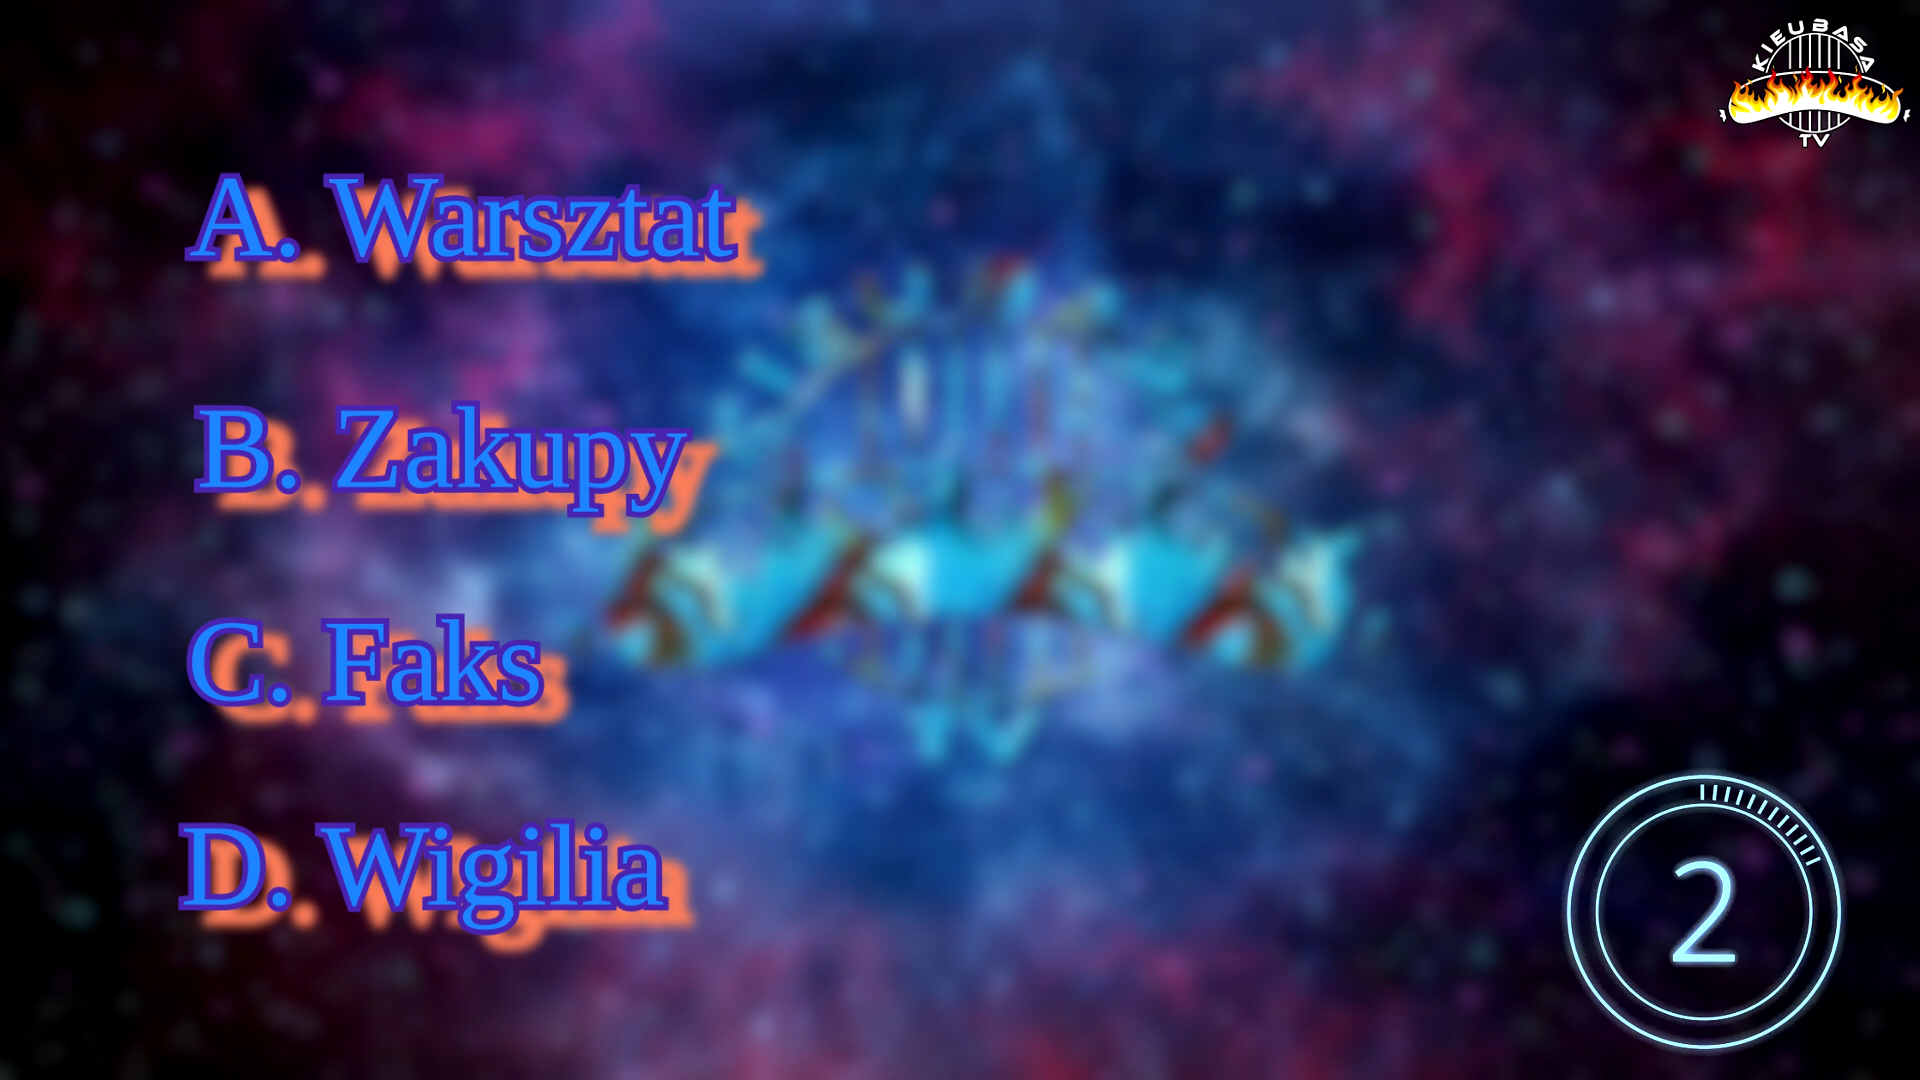 KIEUBASA
TV
A. Warsztat
B. Zakupy
C. Faks
D. Wigilia
2